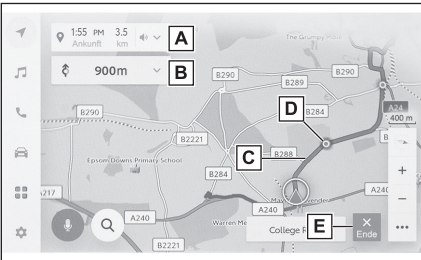 1:55 PM
Ankunft
3.5
km
A
900m
B
The Grumpy
B290
B290
B289
A24
400 m
B290
B284
D
B2221
Epsom Downs Primary School
C
B288
B284
A217
A240
A240
A240
Warren
College
E
Ende
B2221